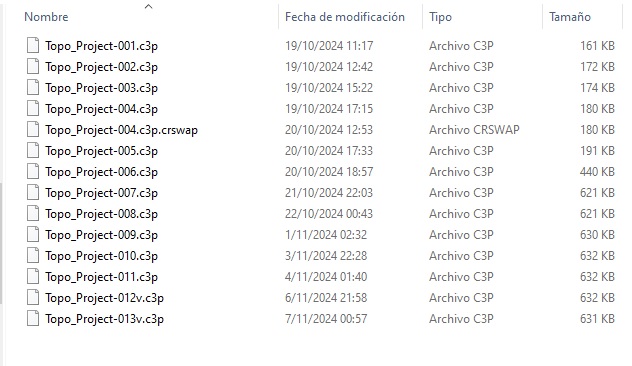 Nombre Fecha de modificación Tipo Tamaño
Topo_Project-001.c3p 19/10/2024 11:17 Archivo C3P 161 KB
Topo_Project-002.c3p 19/10/2024 12:42 Archivo C3P 172 KB
Topo_Project-003.c3p 19/10/2024 15:22 Archivo C3P 174 KB
Topo_Project-004.c3p 19/10/2024 17:15 Archivo C3P 180 KB
Topo_Project-004.c3p.crswap 20/10/2024 12:53 Archivo CRSWAP 180 KB
Topo_Project-005.c3p 20/10/2024 17:33 Archivo C3P 191 KB
Topo_Project-006.c3p 20/10/2024 18:57 Archivo C3P 440 KB
Topo_Project-007.c3p 21/10/2024 22:03 Archivo C3P 621 KB
Topo_Project-008.c3p 22/10/2024 00:43 Archivo C3P 621 KB
Topo_Project-009.c3p 1/11/2024 02:32 Archivo C3P 630 KB
Topo_Project-010.c3p 3/11/2024 22:28 Archivo C3P 632 KB
Topo_Project-011.c3p 4/11/2024 01:40 Archivo C3P 632 KB
Topo_Project-012v.c3p 6/11/2024 21:58 Archivo C3P 632 KB
Topo_Project-013v.c3p 7/11/2024 00:57 Archivo C3P 631 KB